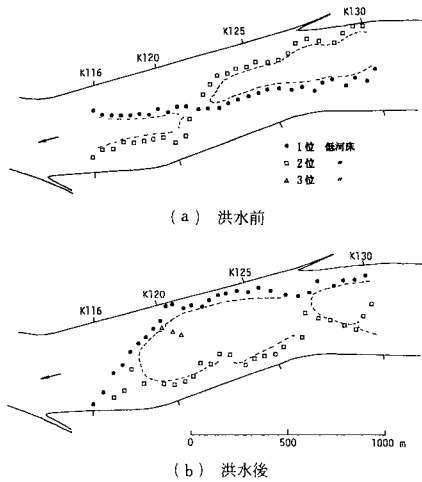 K130
K125
K120
K116
● 1位 低河床
□ 2位 〃
△ 3位 〃
(a) 洪水前
K130
K125
K120
K116
0 500 1000 m
(b) 洪水後